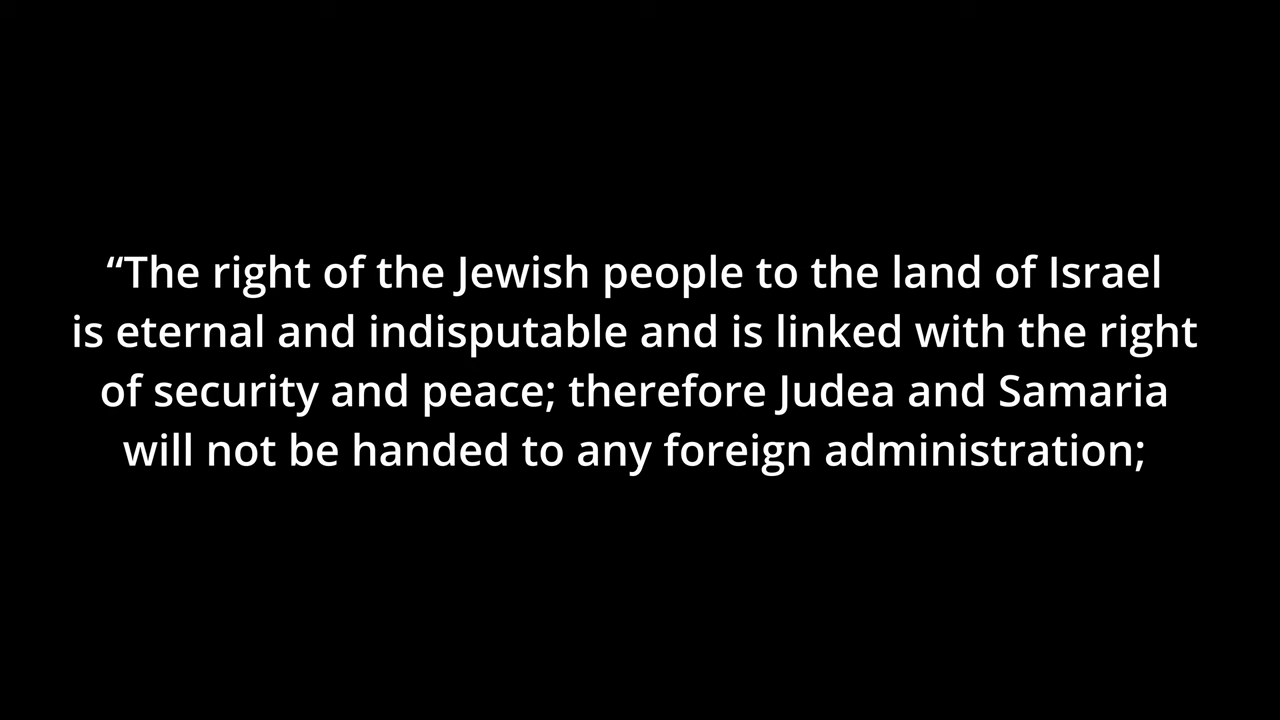 “The right of the Jewish people to the land of Israel
is eternal and indisputable and is linked with the right
of security and peace; therefore Judea and Samaria
will not be handed to any foreign administration;